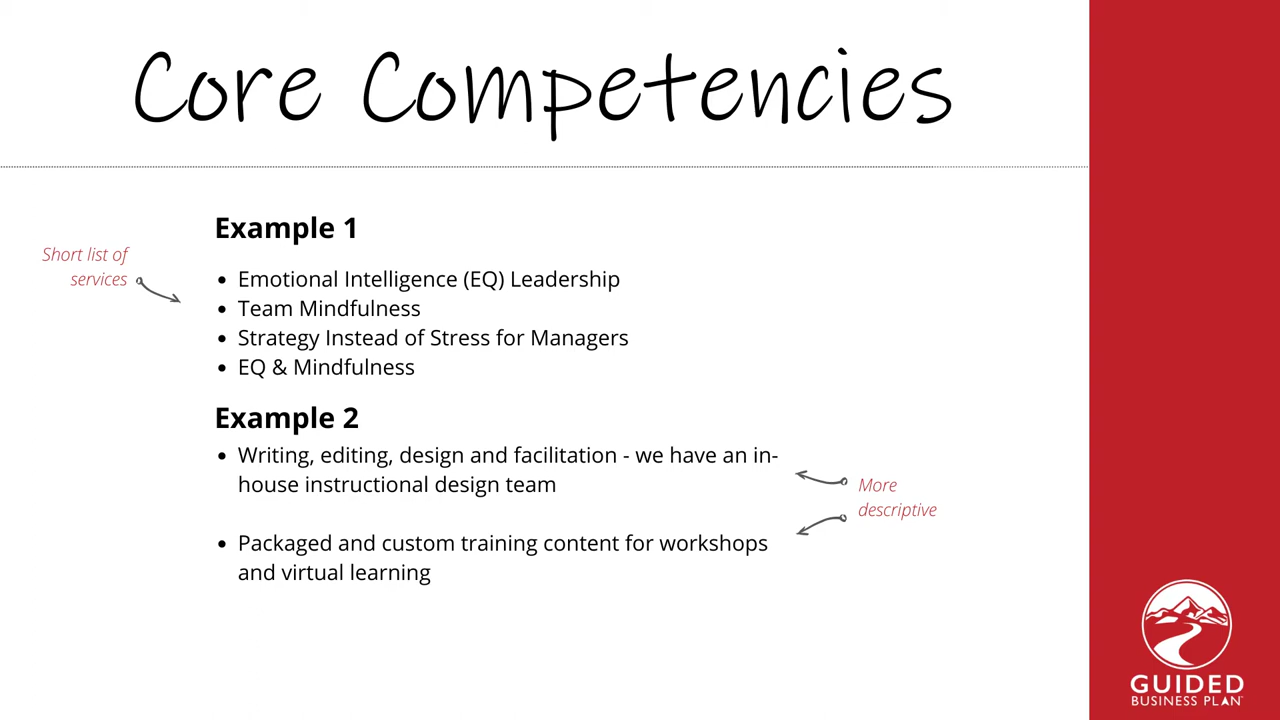 Core Competencies
Example 1
Short list of
services
• Emotional Intelligence (EQ) Leadership
• Team Mindfulness
• Strategy Instead of Stress for Managers
• EQ & Mindfulness
Example 2
• Writing, editing, design and facilitation - we have an in-
house instructional design team
More
descriptive
• Packaged and custom training content for workshops
and virtual learning
GUIDED
BUSINESS PLAN™